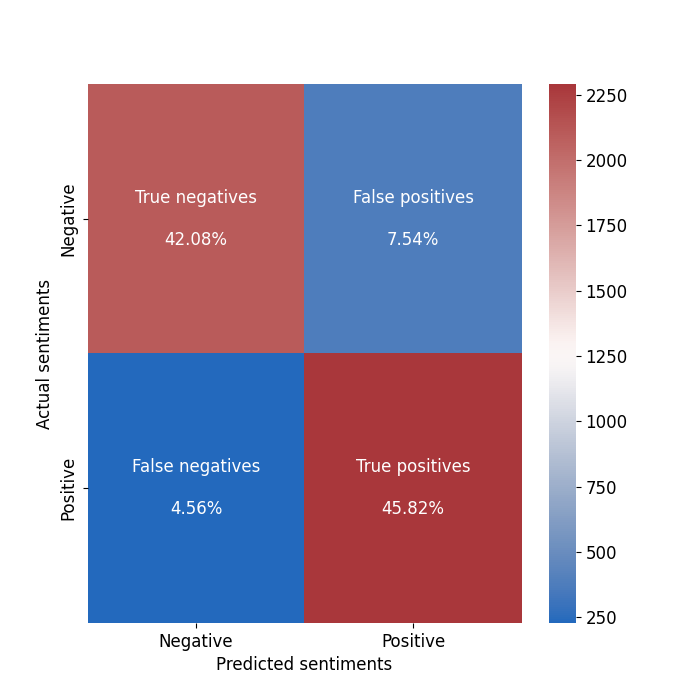 Actual sentiments
Negative
Positive
True negatives
42.08%
False positives
7.54%
False negatives
4.56%
True positives
45.82%
Negative
Positive
Predicted sentiments
2250
2000
1750
1500
1250
1000
750
500
250